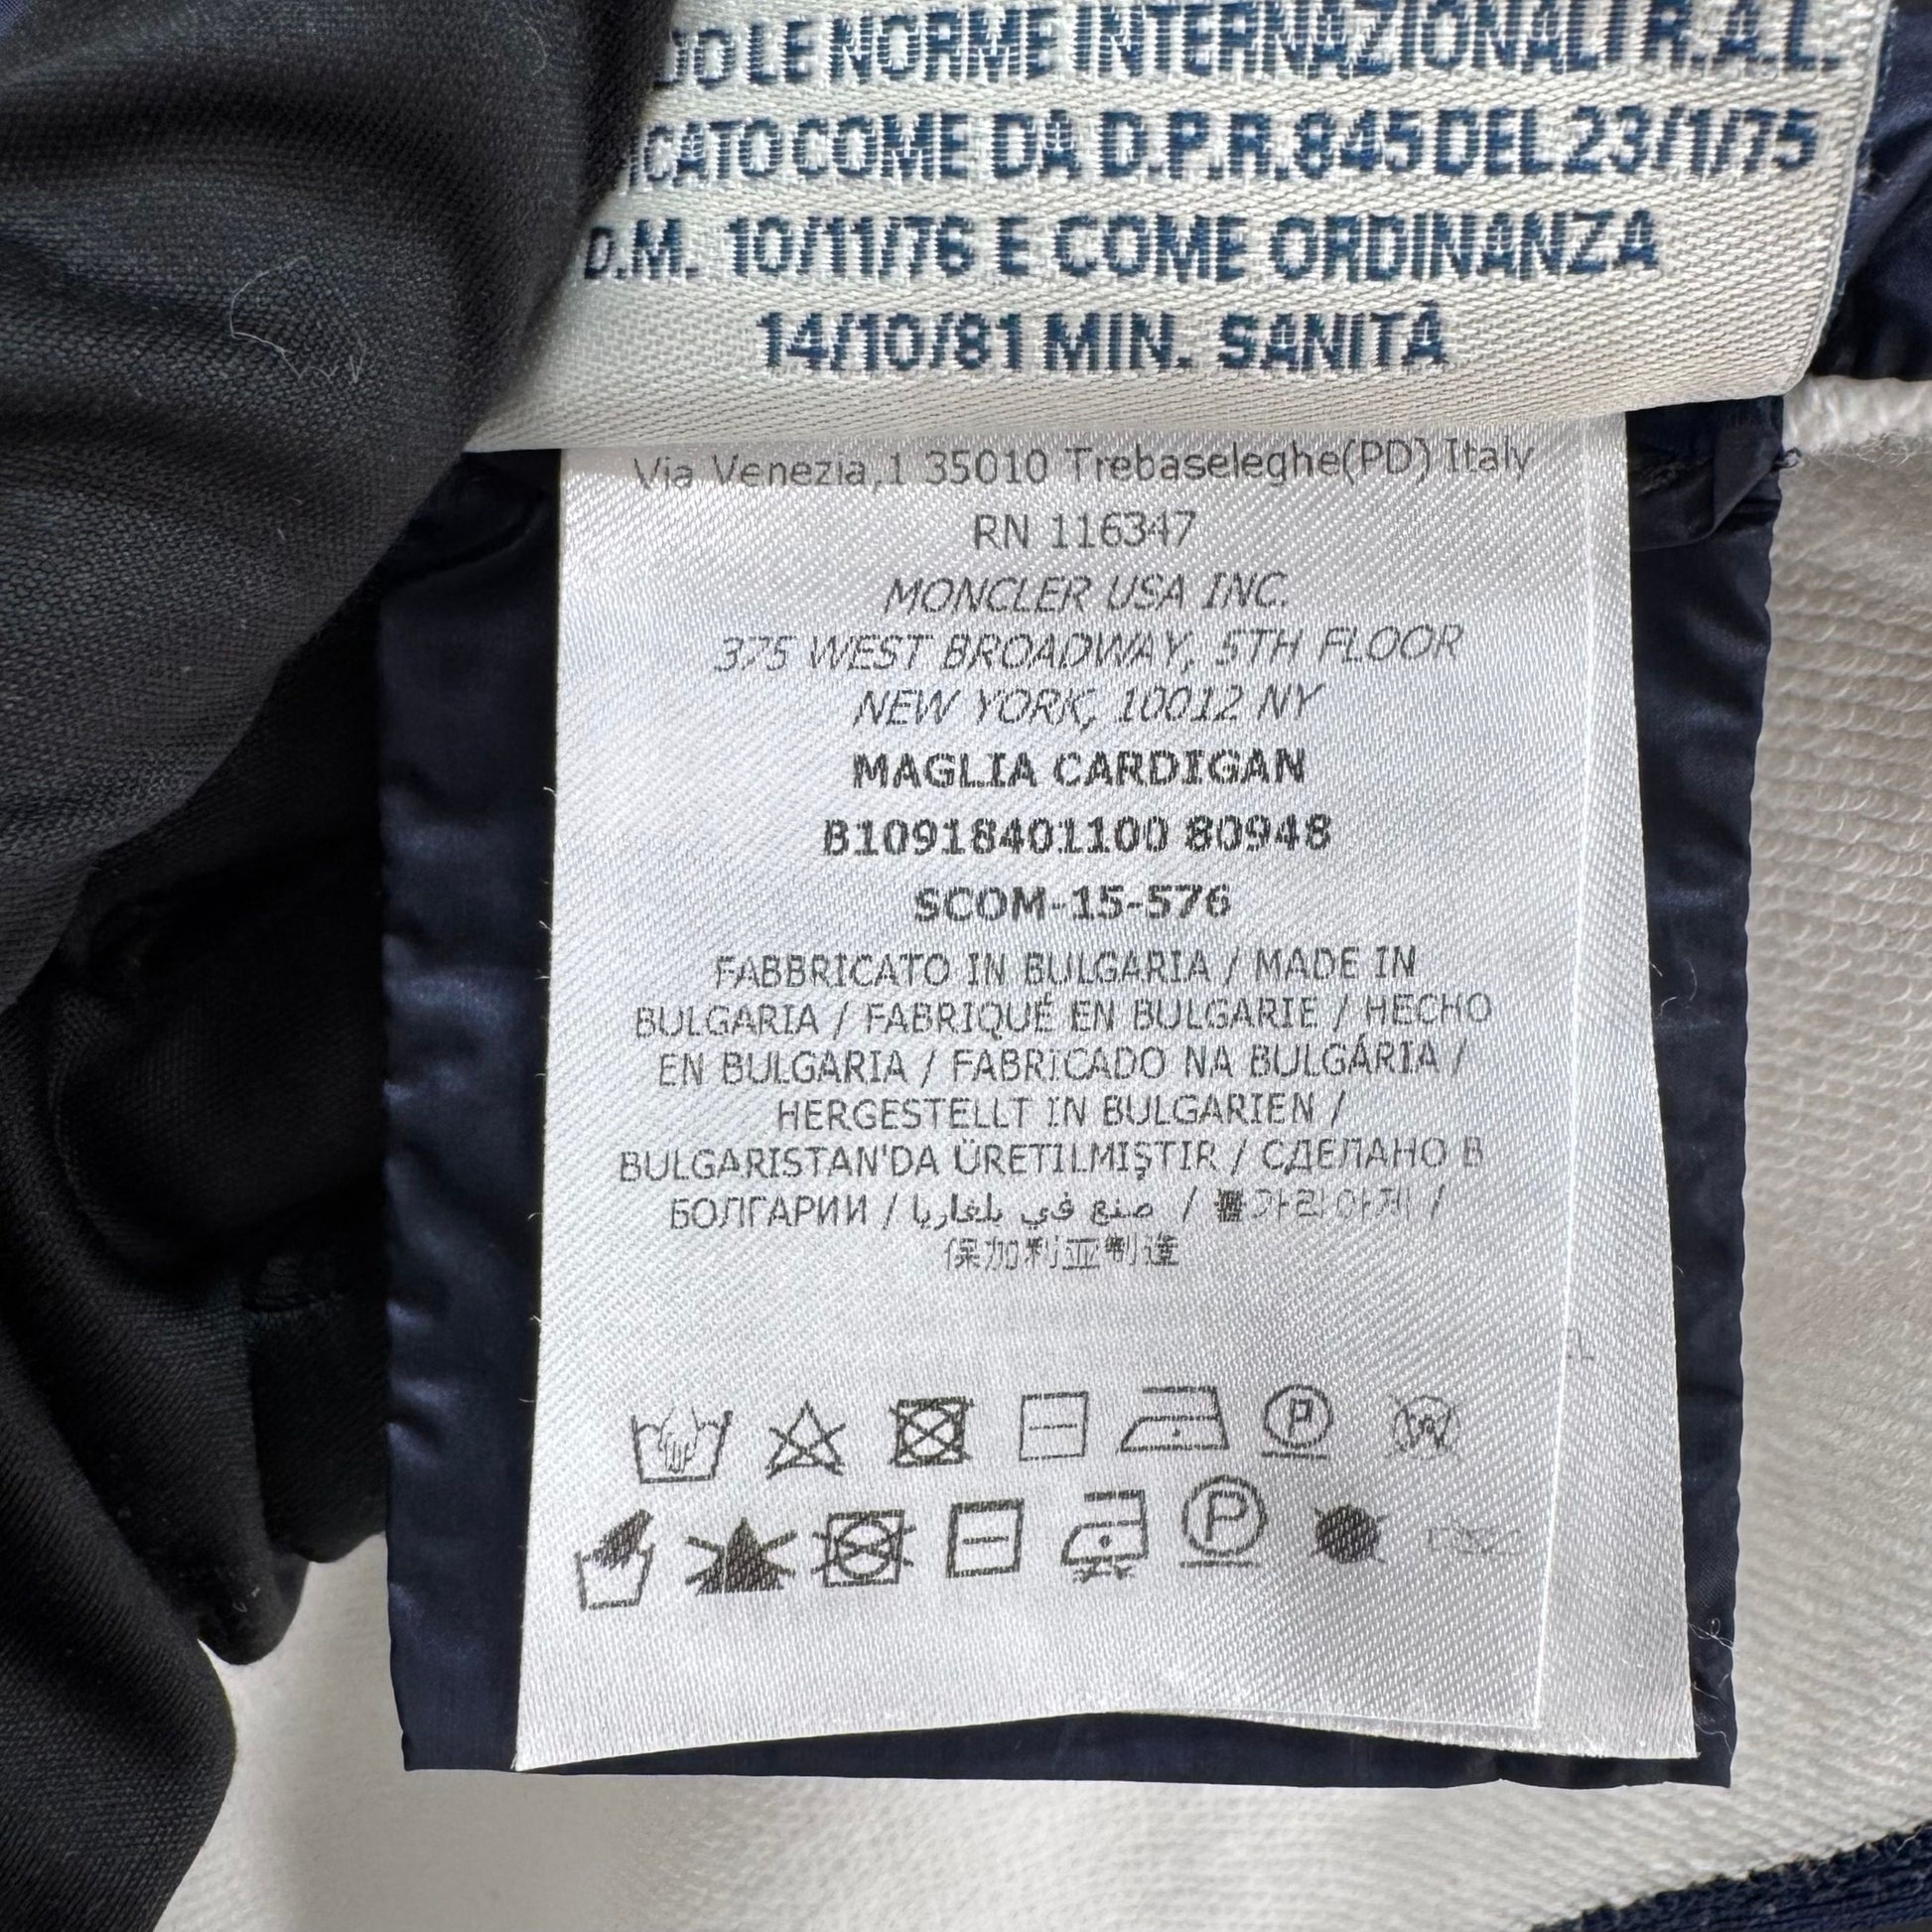 LE NORME INTERNAZIONALI R.A.L.
COME DA D.P.R. 845 DEL 23/1/75
D.M. 10/11/76 E COME ORDINANZA
14/10/81 MIN. SANITÀ
Via Venezia,1 35010 Trebaseleghe(PD) Italy
RN 116347
MONCLER USA INC.
375 WEST BROADWAY, 5TH FLOOR
NEW YORK, 10012 NY
MAGLIA CARDIGAN
B10918401100 80948
SCOM-15-576
FABBRICATO IN BULGARIA / MADE IN
BULGARIA / FABRIQUÉ EN BULGARIE / HECHO
EN BULGARIA / FABRICADO NA BULGÁRIA /
HERGESTELLT IN BULGARIEN /
BULGARISTAN'DA ÜRETILMIŞTIR / СДЕЛАНО В
БОЛГАРИИ / صنع في بلغاريا / /
保加利亚制造
P
P